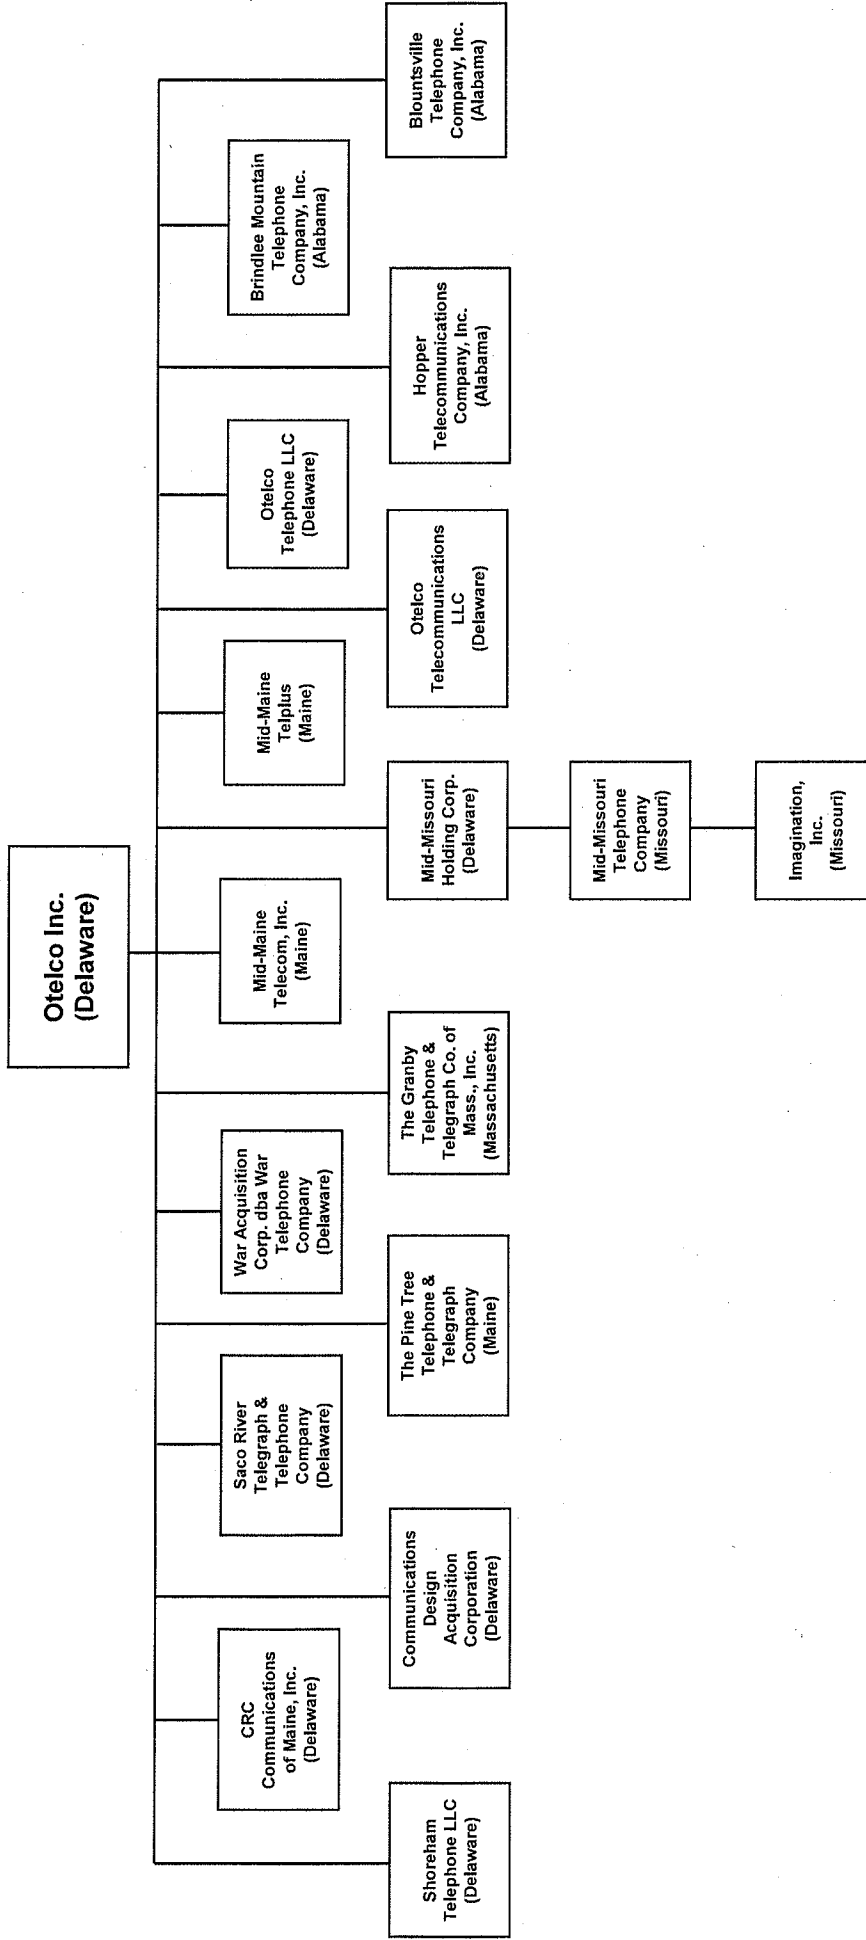 Otelco Inc.
(Delaware)
CRC
Communications
of Maine, Inc.
(Delaware)
Saco River
Telegraph &
Telephone
Company
(Delaware)
War Acquisition
Corp. dba War
Telephone
Company
(Delaware)
Mid-Maine
Telecom, Inc.
(Maine)
Mid-Maine
Telplus
(Maine)
Otelco
Telephone LLC
(Delaware)
Brindlee Mountain
Telephone
Company, Inc.
(Alabama)
Shoreham
Telephone LLC
(Delaware)
Communications
Design
Acquisition
Corporation
(Delaware)
The Pine Tree
Telephone &
Telegraph
Company
(Maine)
The Granby
Telephone &
Telegraph Co. of
Mass., Inc.
(Massachusetts)
Mid-Missouri
Holding Corp.
(Delaware)
Otelco
Telecommunications
LLC
(Delaware)
Hopper
Telecommunications
Company, Inc.
(Alabama)
Blountsville
Telephone
Company, Inc.
(Alabama)
Mid-Missouri
Telephone
Company
(Missouri)
Imagination,
Inc.
(Missouri)